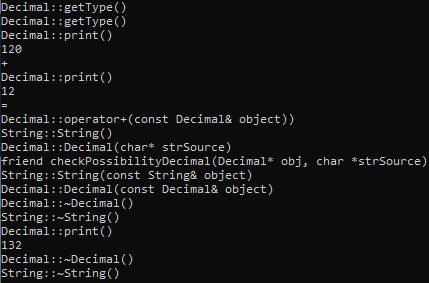 Decimal::getType()
Decimal::getType()
Decimal::print()
120
+
Decimal::print()
12
=
Decimal::operator+(const Decimal& object))
String::String()
Decimal::Decimal(char* strSource)
friend checkPossibilityDecimal(Decimal* obj, char *strSource)
String::String(const String& object)
Decimal::Decimal(const Decimal& object)
Decimal::~Decimal()
String::~String()
Decimal::print()
132
Decimal::~Decimal()
String::~String()